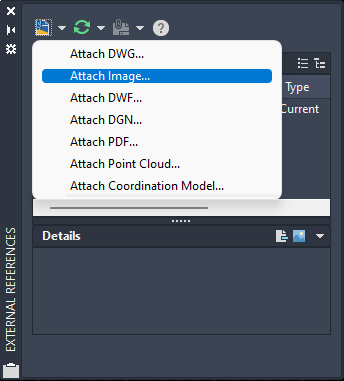 Attach DWG...
Attach Image...
Type
Attach DWF...
Current
Attach DGN...
Attach PDF...
Attach Point Cloud...
Attach Coordination Model...
Details
EXTERNAL REFERENCES